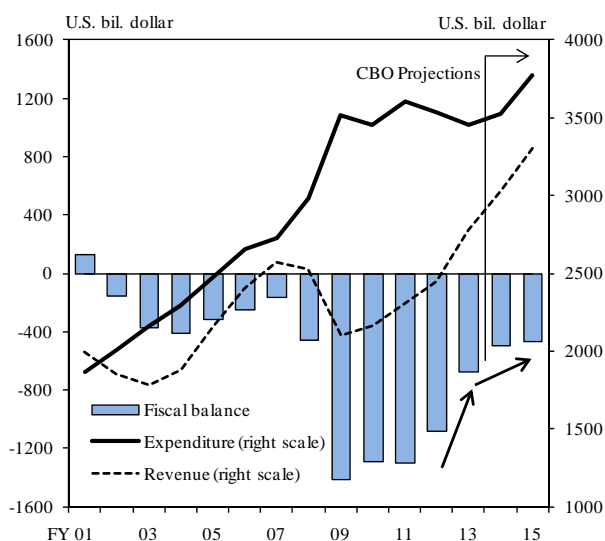 U.S. bil. dollar
U.S. bil. dollar
1600
4000
CBO Projections
1200
3500
800
3000
400
0
2500
-400
2000
-800
Fiscal balance
1500
Expenditure (right scale)
-1200
Revenue (right scale)
-1600
1000
FY 01 03 05 07 09 11 13 15